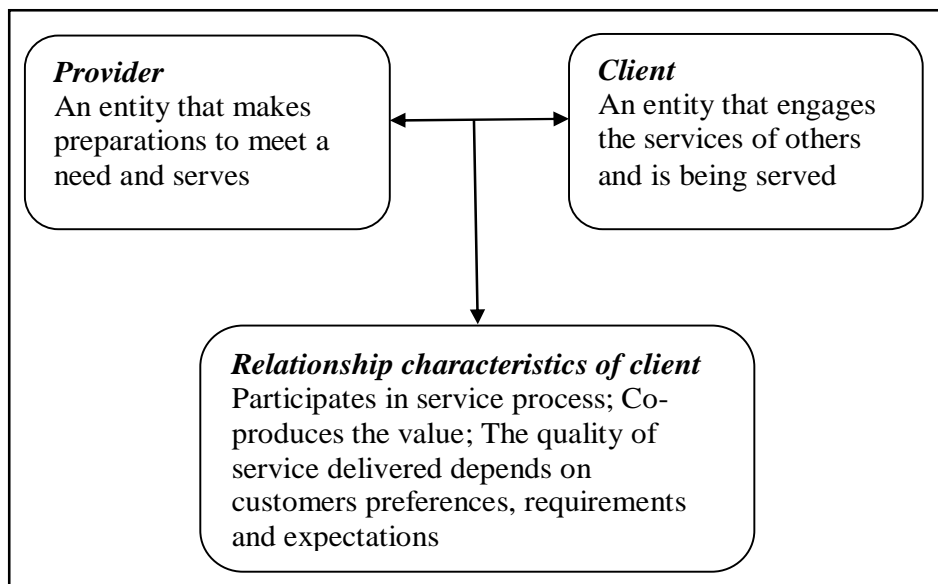 Provider
An entity that makes
preparations to meet a
need and serves
Client
An entity that engages
the services of others
and is being served
Relationship characteristics of client
Participates in service process; Co-
produces the value; The quality of
service delivered depends on
customers preferences, requirements
and expectations